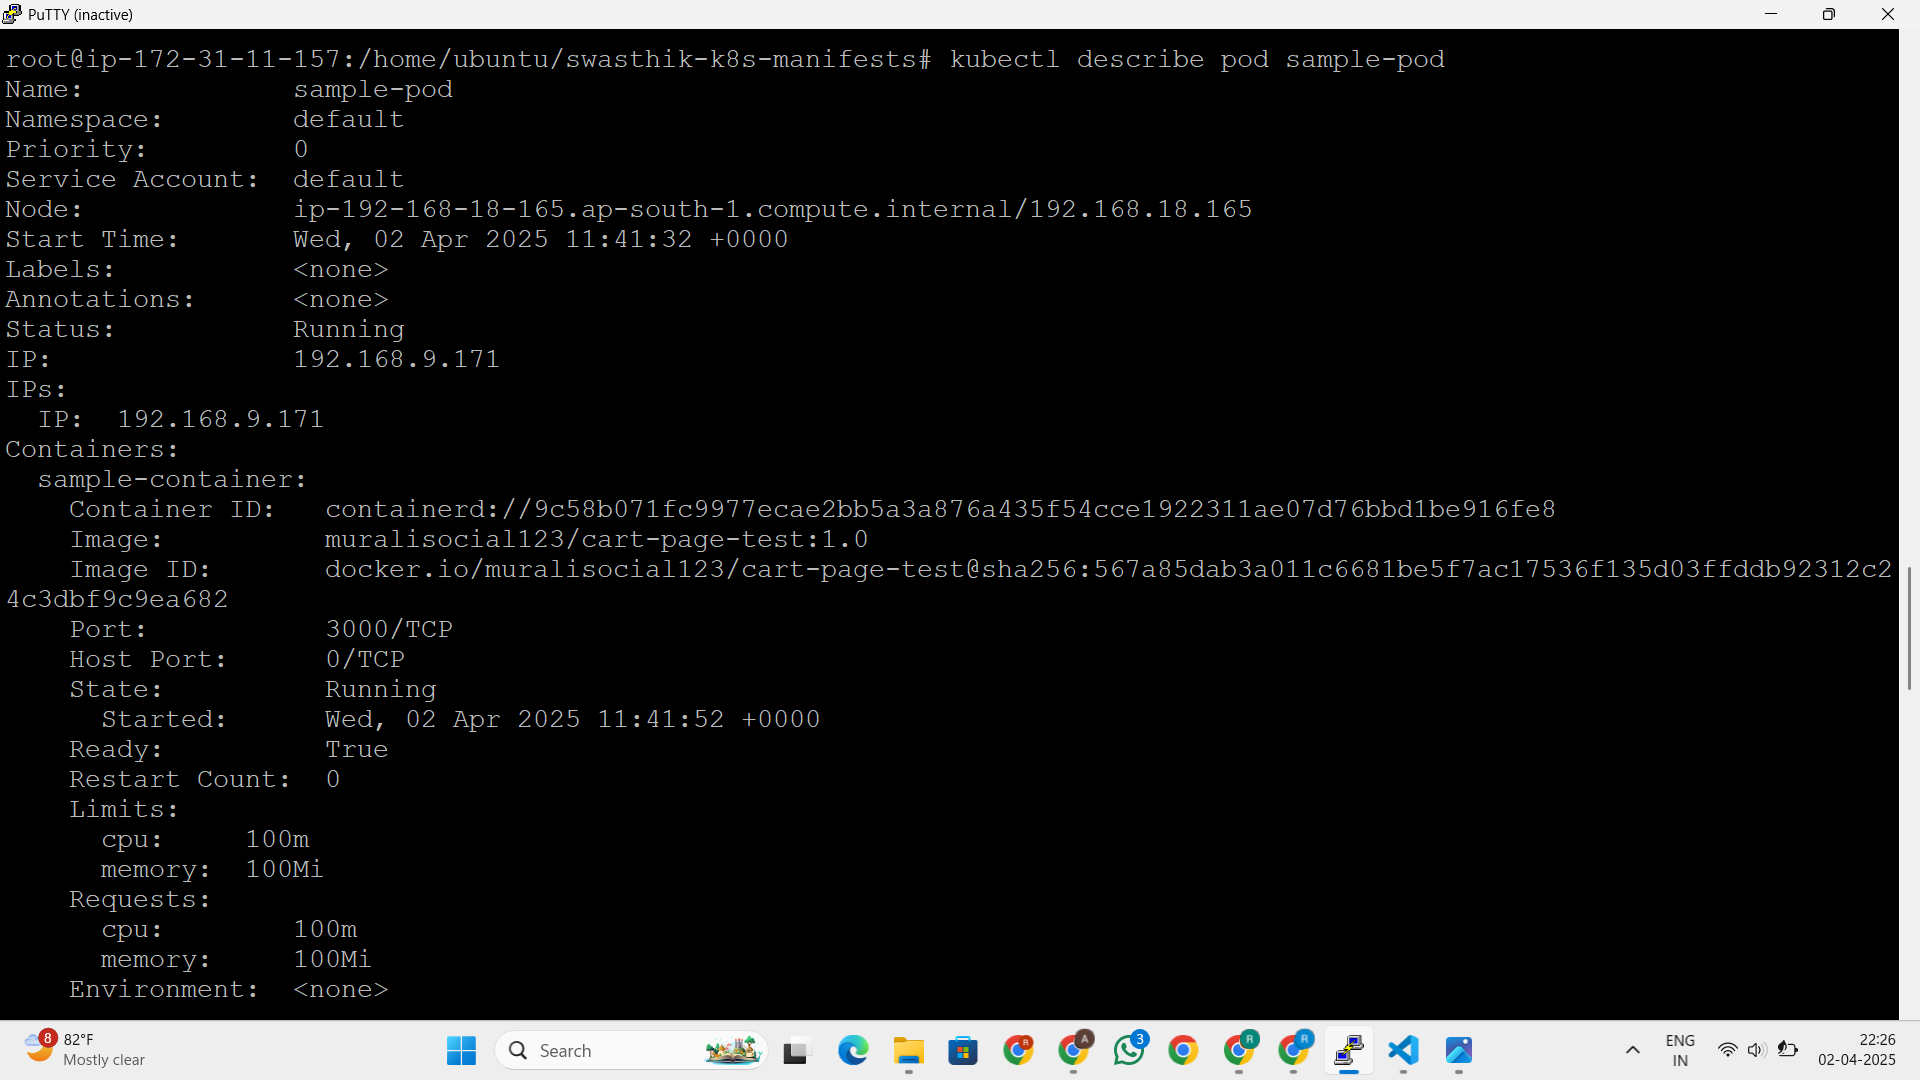 PuTTY (inactive)
root@ip-172-31-11-157:/home/ubuntu/swasthik-k8s-manifests# kubectl describe pod sample-pod
Name:             sample-pod
Namespace:        default
Priority:         0
Service Account:  default
Node:             ip-192-168-18-165.ap-south-1.compute.internal/192.168.18.165
Start Time:       Wed, 02 Apr 2025 11:41:32 +0000
Labels:           <none>
Annotations:      <none>
Status:           Running
IP:               192.168.9.171
IPs:
  IP:  192.168.9.171
Containers:
  sample-container:
    Container ID:   containerd://9c58b071fc9977ecae2bb5a3a876a435f54cce1922311ae07d76bbd1be916fe8
    Image:          muralisocial123/cart-page-test:1.0
    Image ID:       docker.io/muralisocial123/cart-page-test@sha256:567a85dab3a011c6681be5f7ac17536f135d03ffddb92312c2
4c3dbf9c9ea682
    Port:           3000/TCP
    Host Port:      0/TCP
    State:          Running
      Started:      Wed, 02 Apr 2025 11:41:52 +0000
    Ready:          True
    Restart Count:  0
    Limits:
      cpu:     100m
      memory:  100Mi
    Requests:
      cpu:        100m
      memory:     100Mi
    Environment:  <none>
8
82°F
Mostly clear
Search
R
A
3
R
R
ENG
IN
22:26
02-04-2025